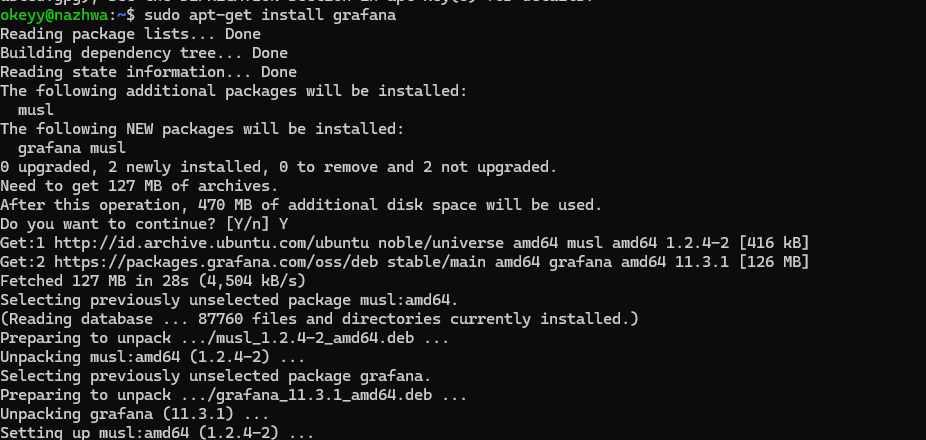 okeyy@nazhwa:~$ sudo apt-get install grafana
Reading package lists... Done
Building dependency tree... Done
Reading state information... Done
The following additional packages will be installed:
  musl
The following NEW packages will be installed:
  grafana musl
0 upgraded, 2 newly installed, 0 to remove and 2 not upgraded.
Need to get 127 MB of archives.
After this operation, 470 MB of additional disk space will be used.
Do you want to continue? [Y/n] Y
Get:1 http://id.archive.ubuntu.com/ubuntu noble/universe amd64 musl amd64 1.2.4-2 [416 kB]
Get:2 https://packages.grafana.com/oss/deb stable/main amd64 grafana amd64 11.3.1 [126 MB]
Fetched 127 MB in 28s (4,504 kB/s)
Selecting previously unselected package musl:amd64.
(Reading database ... 87760 files and directories currently installed.)
Preparing to unpack .../musl_1.2.4-2_amd64.deb ...
Unpacking musl:amd64 (1.2.4-2) ...
Selecting previously unselected package grafana.
Preparing to unpack .../grafana_11.3.1_amd64.deb ...
Unpacking grafana (11.3.1) ...
Setting up musl:amd64 (1.2.4-2) ...